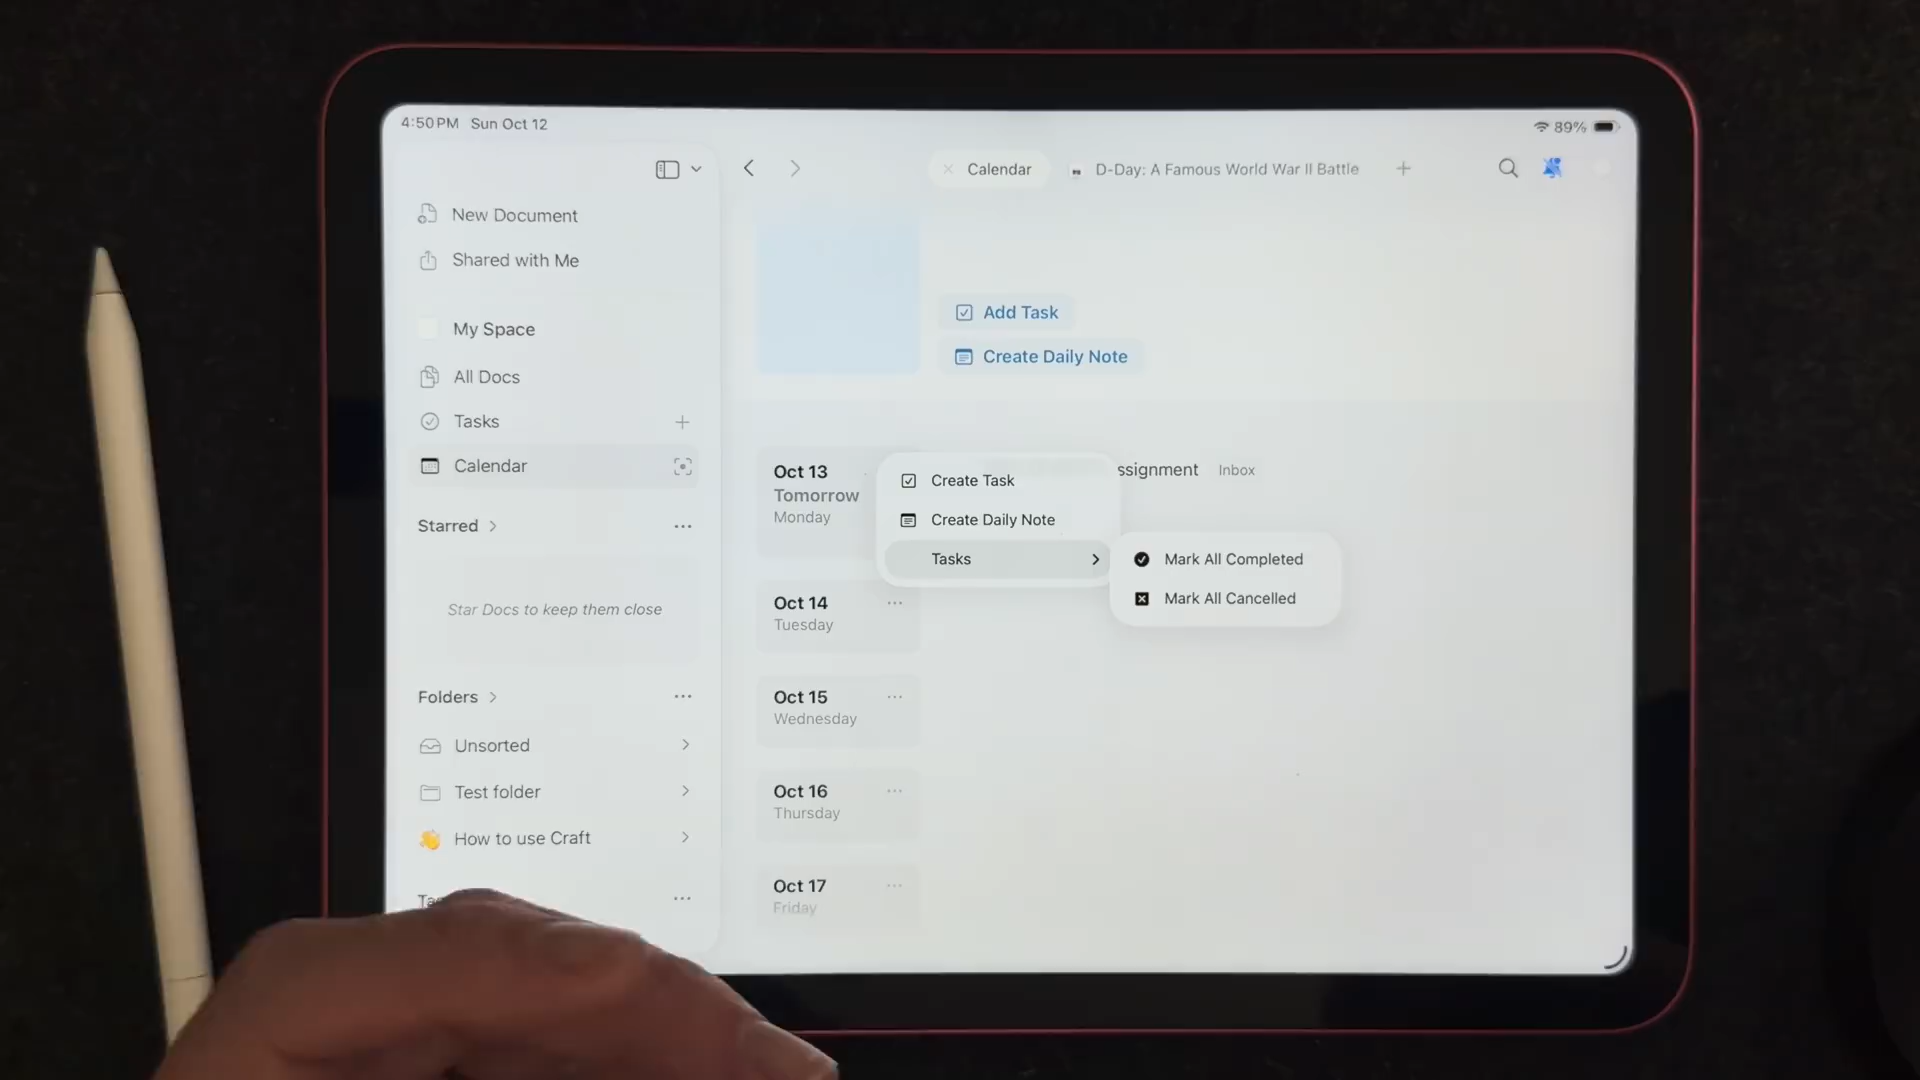 4:50 PM Sun Oct 12
89%
Calendar
D-Day: A Famous World War II Battle
New Document
Shared with Me
My Space
All Docs
Tasks
Calendar
Starred
Star Docs to keep them close
Folders
Unsorted
Test folder
How to use Craft
Add Task
Create Daily Note
Oct 13
Tomorrow
Monday
ssignment Inbox
Create Task
Create Daily Note
Tasks
Mark All Completed
Mark All Cancelled
Oct 14
Tuesday
Oct 15
Wednesday
Oct 16
Thursday
Oct 17
Friday